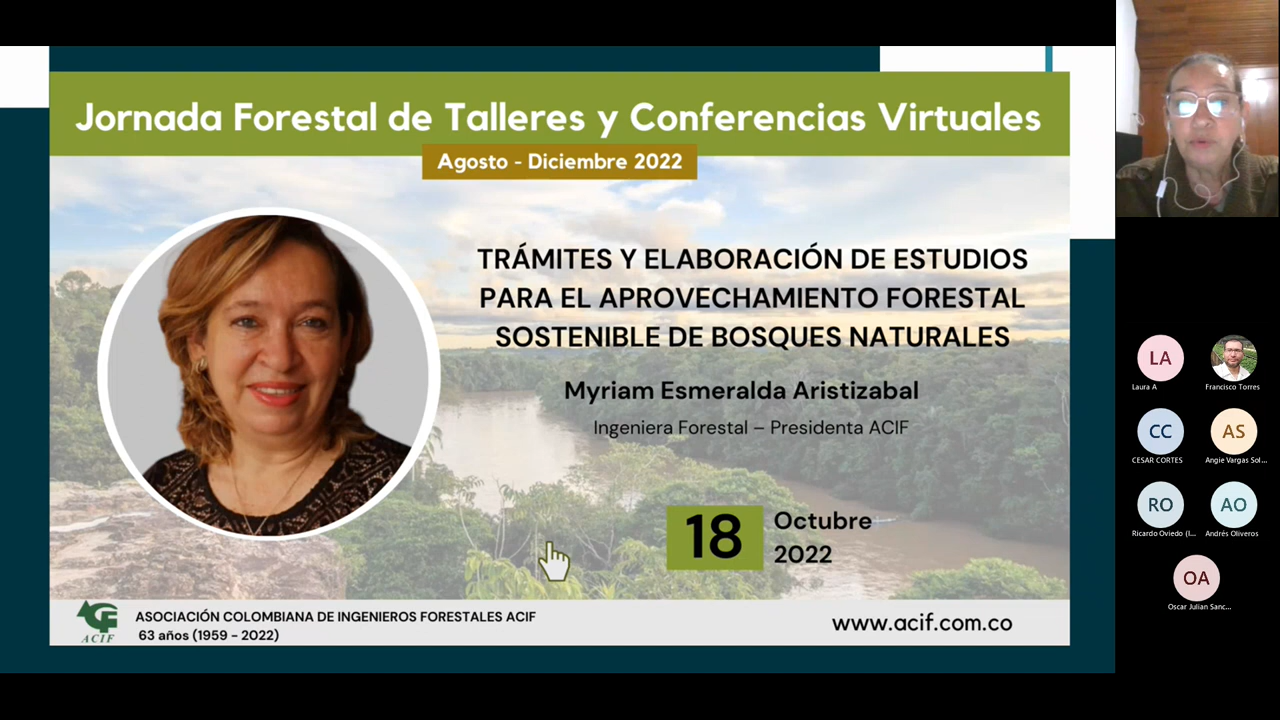 Jornada Forestal de Talleres y Conferencias Virtuales
Agosto - Diciembre 2022
TRÁMITES Y ELABORACIÓN DE ESTUDIOS
PARA EL APROVECHAMIENTO FORESTAL
SOSTENIBLE DE BOSQUES NATURALES
Myriam Esmeralda Aristizabal
Ingeniera Forestal – Presidenta ACIF
18
Octubre
2022
ACIF
ASOCIACIÓN COLOMBIANA DE INGENIEROS FORESTALES ACIF
63 años (1959 - 2022)
www.acif.com.co
LA
Laura A
Francisco Torres
CC
CESAR CORTES
AS
Angie Vargas Sol...
RO
Ricardo Oviedo (I...
AO
Andrés Oliveros
OA
Oscar Julian Sanc...